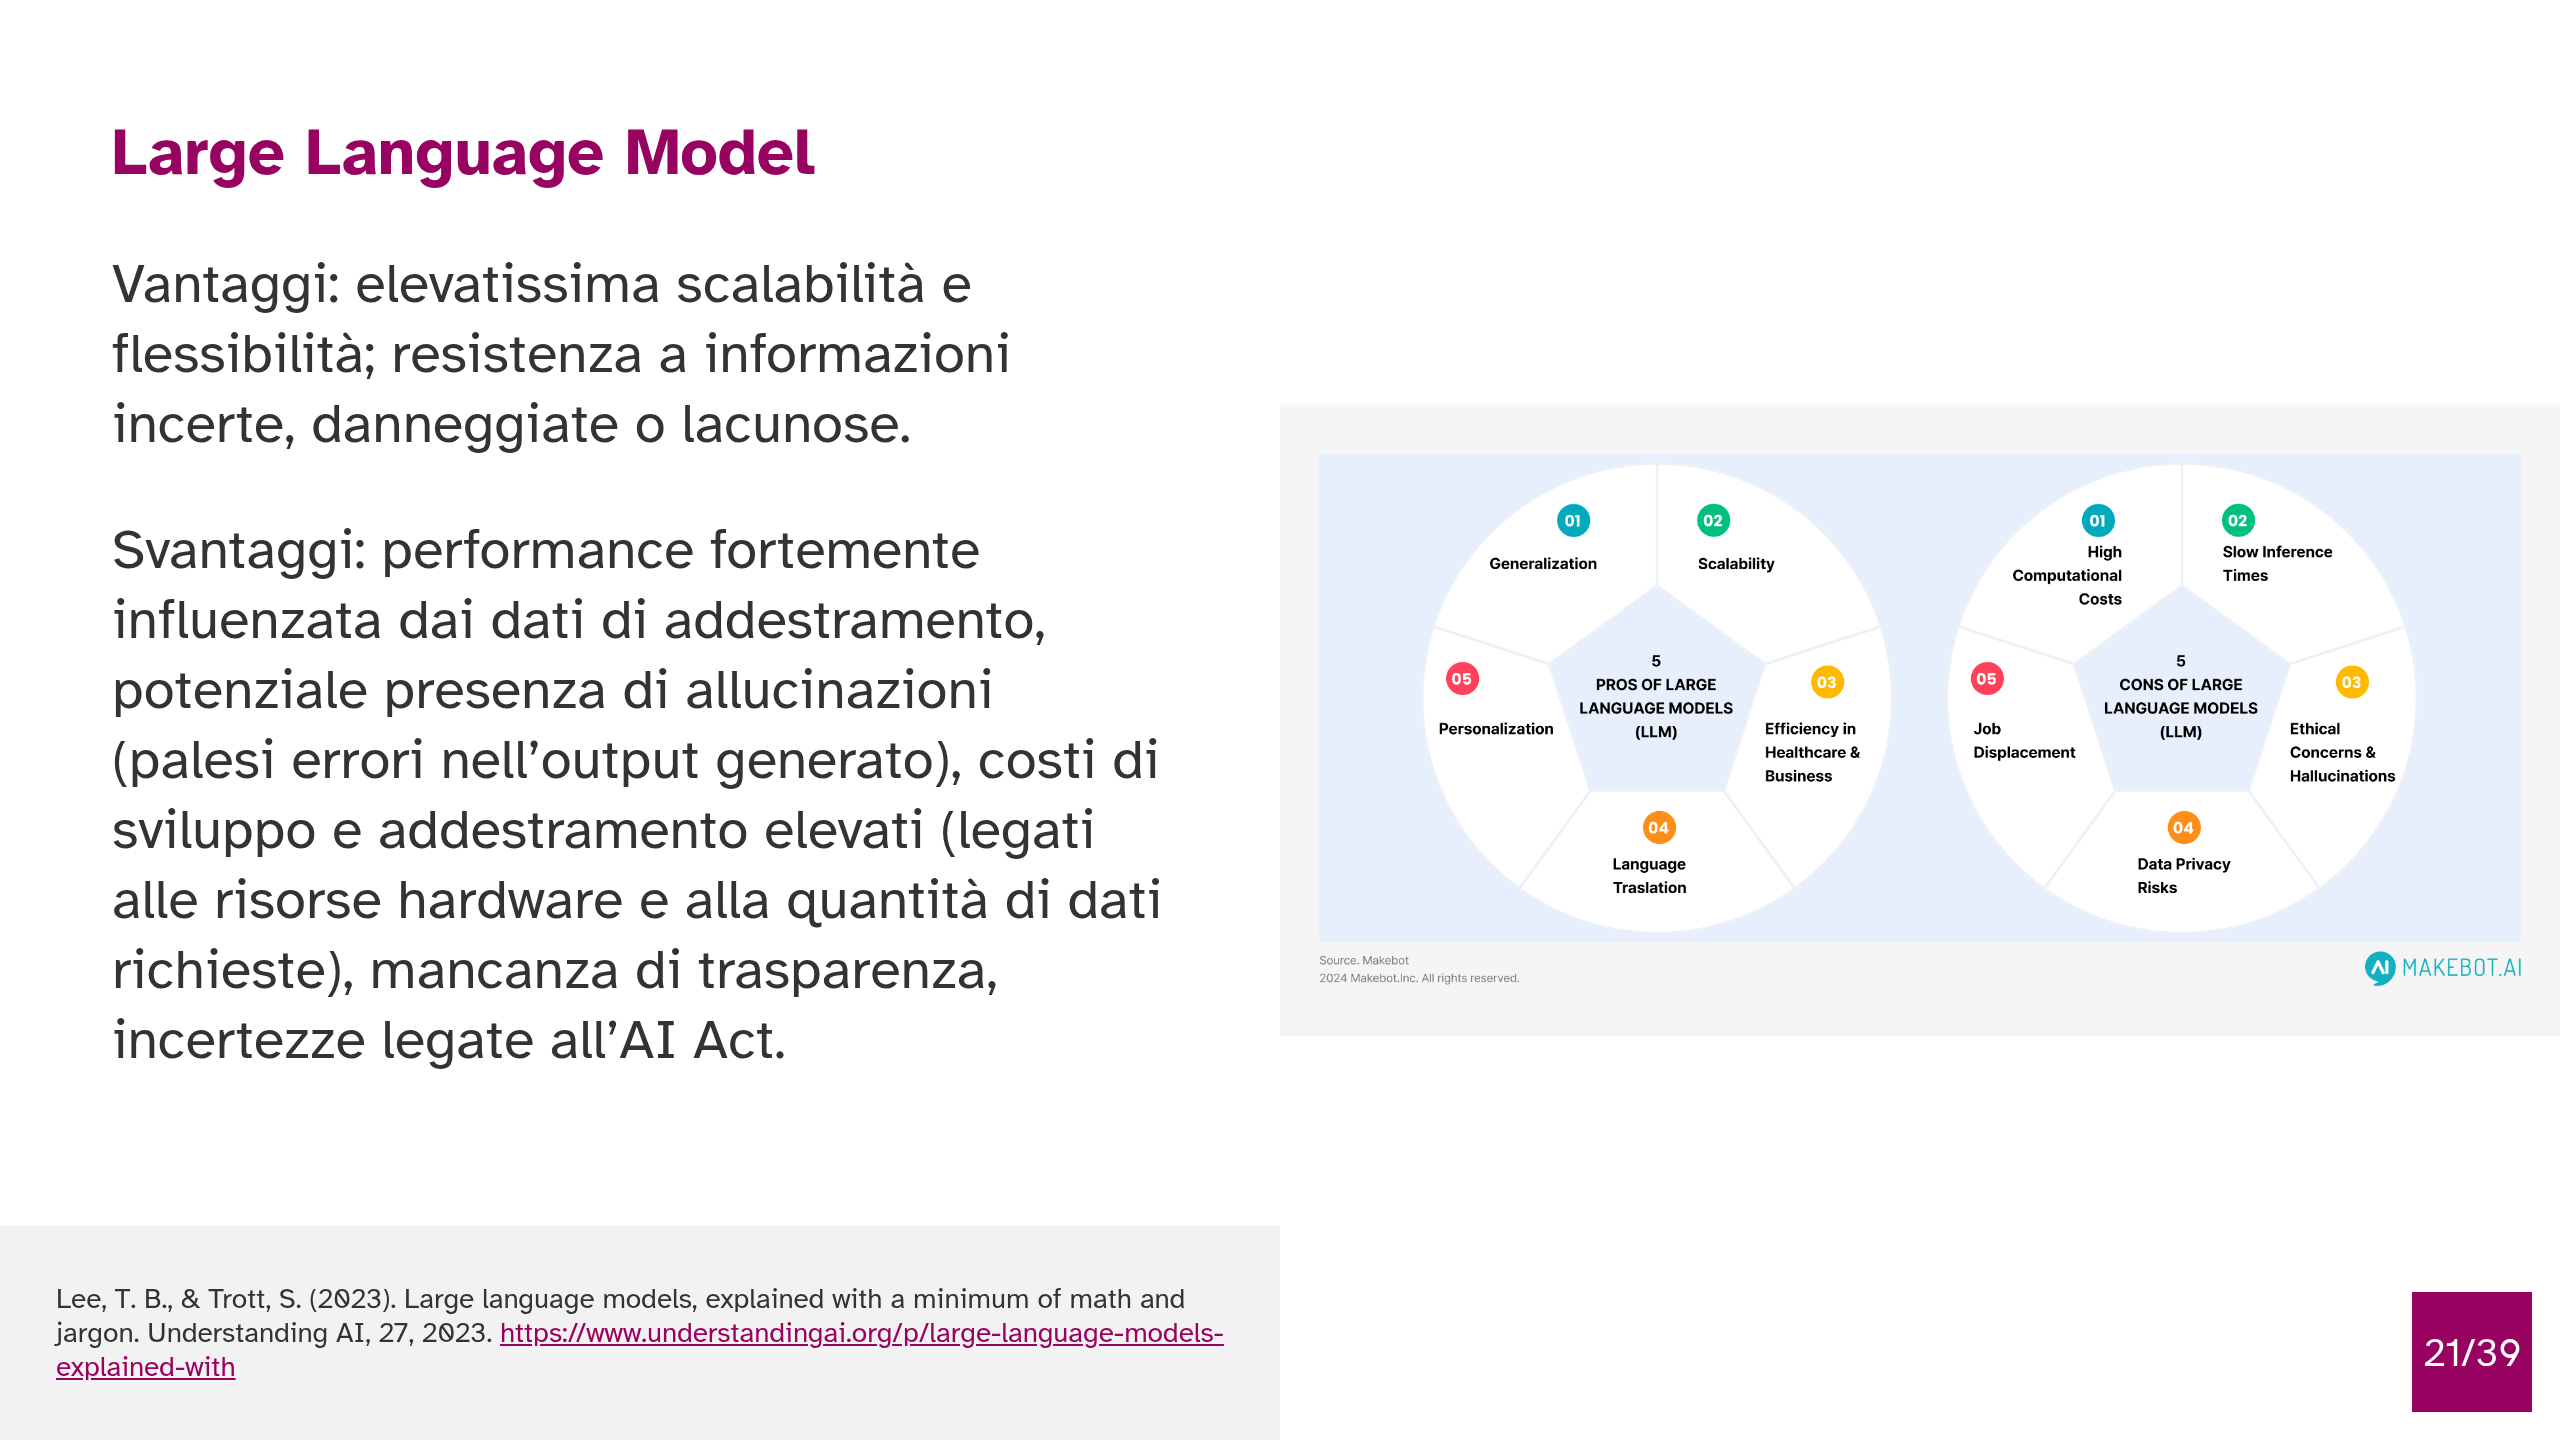 Large Language Model
Vantaggi: elevatissima scalabilità e
flessibilità; resistenza a informazioni
incerte, danneggiate o lacunose.
Svantaggi: performance fortemente
influenzata dai dati di addestramento,
potenziale presenza di allucinazioni
(palesi errori nell’output generato), costi di
sviluppo e addestramento elevati (legati
alle risorse hardware e alla quantità di dati
richieste), mancanza di trasparenza,
incertezze legate all’AI Act.
5
PROS OF LARGE
LANGUAGE MODELS
(LLM)
01
Generalization
02
Scalability
03
Efficiency in
Healthcare &
Business
04
Language
Traslation
05
Personalization
5
CONS OF LARGE
LANGUAGE MODELS
(LLM)
01
High
Computational
Costs
02
Slow Inference
Times
03
Ethical
Concerns &
Hallucinations
04
Data Privacy
Risks
05
Job
Displacement
Source. Makebot
2024 Makebot.Inc. All rights reserved.
AI MAKEBOT.AI
Lee, T. B., & Trott, S. (2023). Large language models, explained with a minimum of math and
jargon. Understanding AI, 27, 2023. https://www.understandingai.org/p/large-language-models-
explained-with
21/39